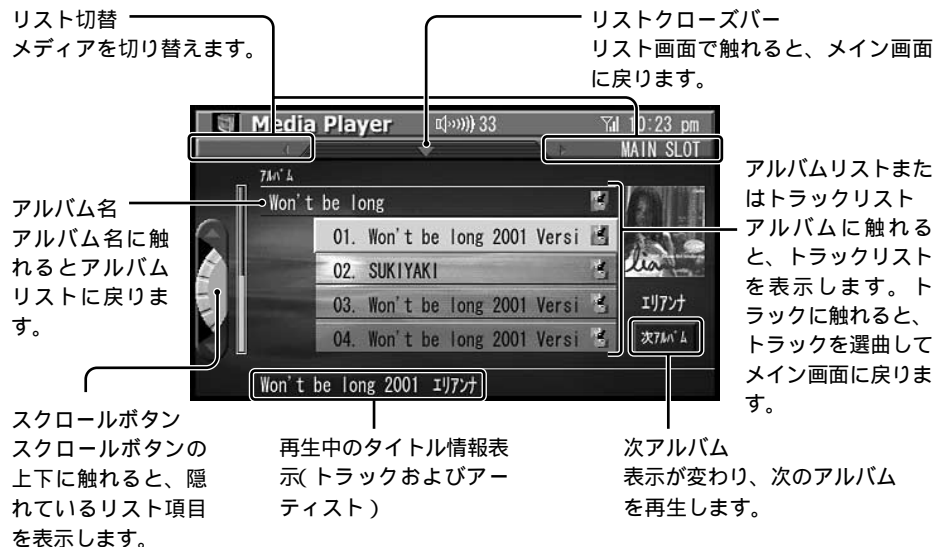 リスト切替
メディアを切り替えます。
リストクローズバー
リスト画面で触れると、メイン画面
に戻ります。
Media Player 33 10:23 pm
MAIN SLOT
ｱﾙﾊﾞﾑ
Won't be long
01. Won't be long 2001 Versi
02. SUKIYAKI
03. Won't be long 2001 Versi
04. Won't be long 2001 Versi
ｴﾘｱﾝﾅ
次ｱﾙﾊﾞﾑ
Won't be long 2001 ｴﾘｱﾝﾅ
アルバム名
アルバム名に触
れるとアルバム
リストに戻りま
す。
アルバムリストまた
はトラックリスト
アルバムに触れる
と、トラックリスト
を表示します。ト
ラックに触れると、
トラックを選曲して
メイン画面に戻りま
す。
スクロールボタン
スクロールボタンの
上下に触れると、隠
れているリスト項目
を表示します。
再生中のタイトル情報表
示(トラックおよびアー
ティスト)
次アルバム
表示が変わり、次のアルバム
を再生します。